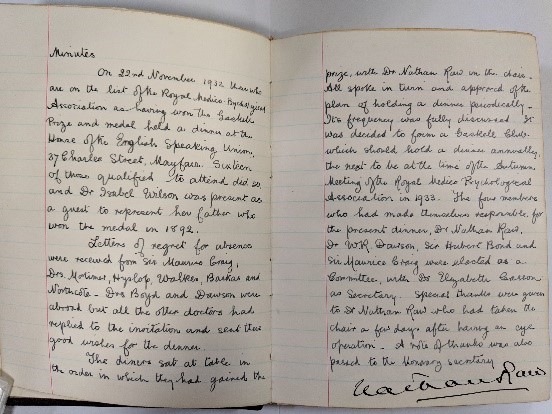 Minutes
On 22nd November 1932 those who
are on the list of the Royal Medico-Psychological
Association as having won the Gaskell
Prize and medal held a dinner at the
House of the English Speaking Union,
37 Charles Street, Mayfair. Sixteen
of those qualified to attend did so,
and Dr Isabel Wilson was present as
a guest to represent her father who
won the medal in 1892.
Letters of regret for absence
were received from Sir Maurice Craig,
Drs. Mortimer, Hyslop, Walker, Barkas and
Northcote - Drs Boyd and Dawson were
abroad but all the other doctors had
replied to the invitation and sent their
good wishes for the dinner.
The diners sat at table in
the order in which they had gained the
prize, with Dr Nathan Raw in the chair.
All spoke in turn and approved of the
plan of holding a dinner periodically -
Its frequency was fully discussed. It
was decided to form a Gaskell Club
which should hold a dinner annually,
the next to be at the time of the Autumn
Meeting of the Royal Medico Psychological
Association in 1933. The four members
who had made themselves responsible for
the present dinner, Dr Nathan Raw,
Dr W.R. Dawson, Sir Hubert Bond and
Sir Maurice Craig were elected as a
Committee, with Dr Elizabeth Casson
as Secretary. Special thanks were given
to Dr Nathan Raw who had taken the
chair a few days after having an eye
operation - A vote of thanks was also
passed to the Honorary Secretary
Nathan Raw